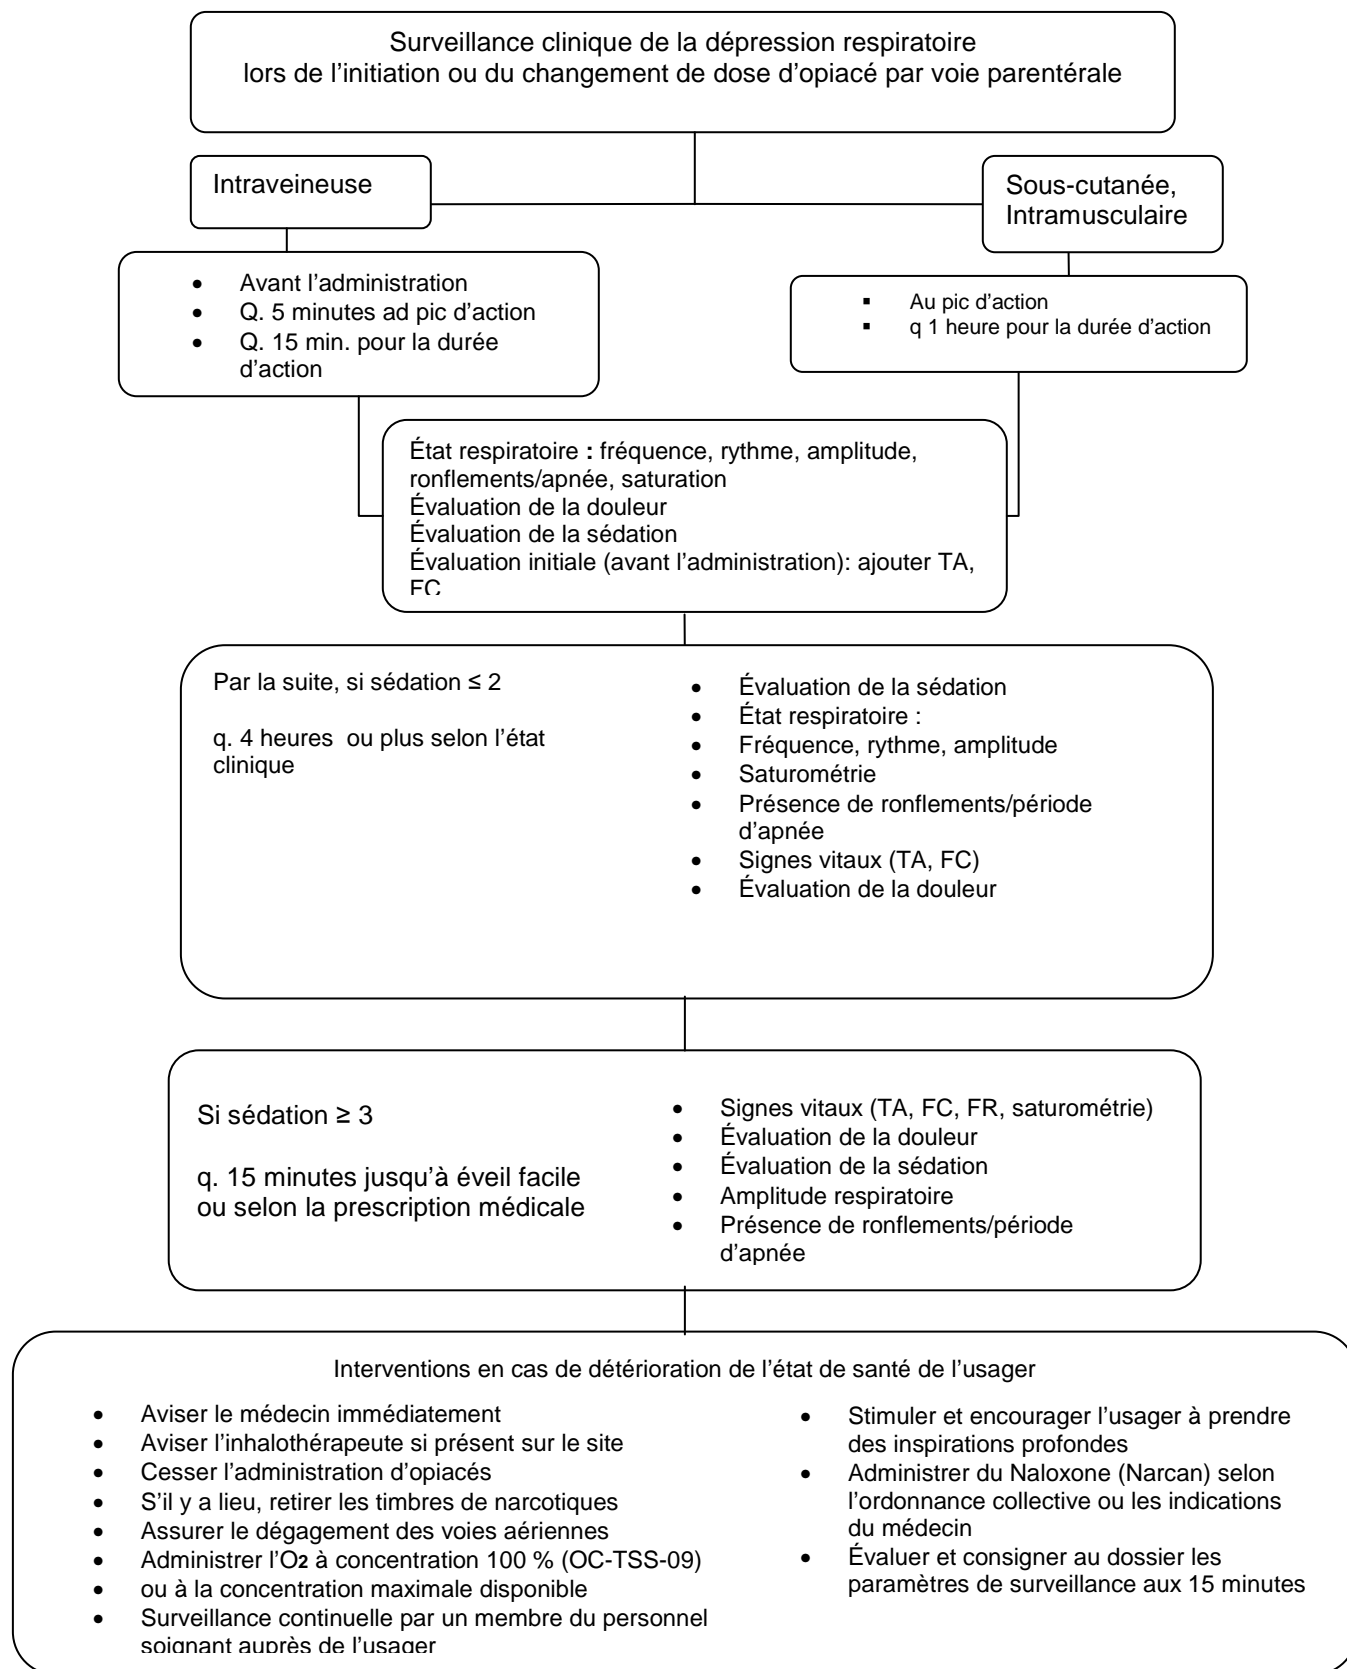 Surveillance clinique de la dépression respiratoire
lors de l'initiation ou du changement de dose d'opiacé par voie parentérale
Intraveineuse
Sous-cutanée,
Intramusculaire
• Avant l'administration
• Q. 5 minutes ad pic d'action
• Q. 15 min. pour la durée
d'action
▪ Au pic d'action
▪ q 1 heure pour la durée d'action
État respiratoire : fréquence, rythme, amplitude,
ronflements/apnée, saturation
Évaluation de la douleur
Évaluation de la sédation
Évaluation initiale (avant l'administration): ajouter TA,
FC
Par la suite, si sédation ≤ 2
q. 4 heures  ou plus selon l'état
clinique
• Évaluation de la sédation
• État respiratoire :
• Fréquence, rythme, amplitude
• Saturométrie
• Présence de ronflements/période
d'apnée
• Signes vitaux (TA, FC)
• Évaluation de la douleur
Si sédation ≥ 3
q. 15 minutes jusqu'à éveil facile
ou selon la prescription médicale
• Signes vitaux (TA, FC, FR, saturométrie)
• Évaluation de la douleur
• Évaluation de la sédation
• Amplitude respiratoire
• Présence de ronflements/période
d'apnée
Interventions en cas de détérioration de l'état de santé de l'usager
• Aviser le médecin immédiatement
• Aviser l'inhalothérapeute si présent sur le site
• Cesser l'administration d'opiacés
• S'il y a lieu, retirer les timbres de narcotiques
• Assurer le dégagement des voies aériennes
• Administrer l'O2 à concentration 100 % (OC-TSS-09)
• ou à la concentration maximale disponible
• Surveillance continuelle par un membre du personnel
soignant auprès de l'usager
• Stimuler et encourager l'usager à prendre
des inspirations profondes
• Administrer du Naloxone (Narcan) selon
l'ordonnance collective ou les indications
du médecin
• Évaluer et consigner au dossier les
paramètres de surveillance aux 15 minutes